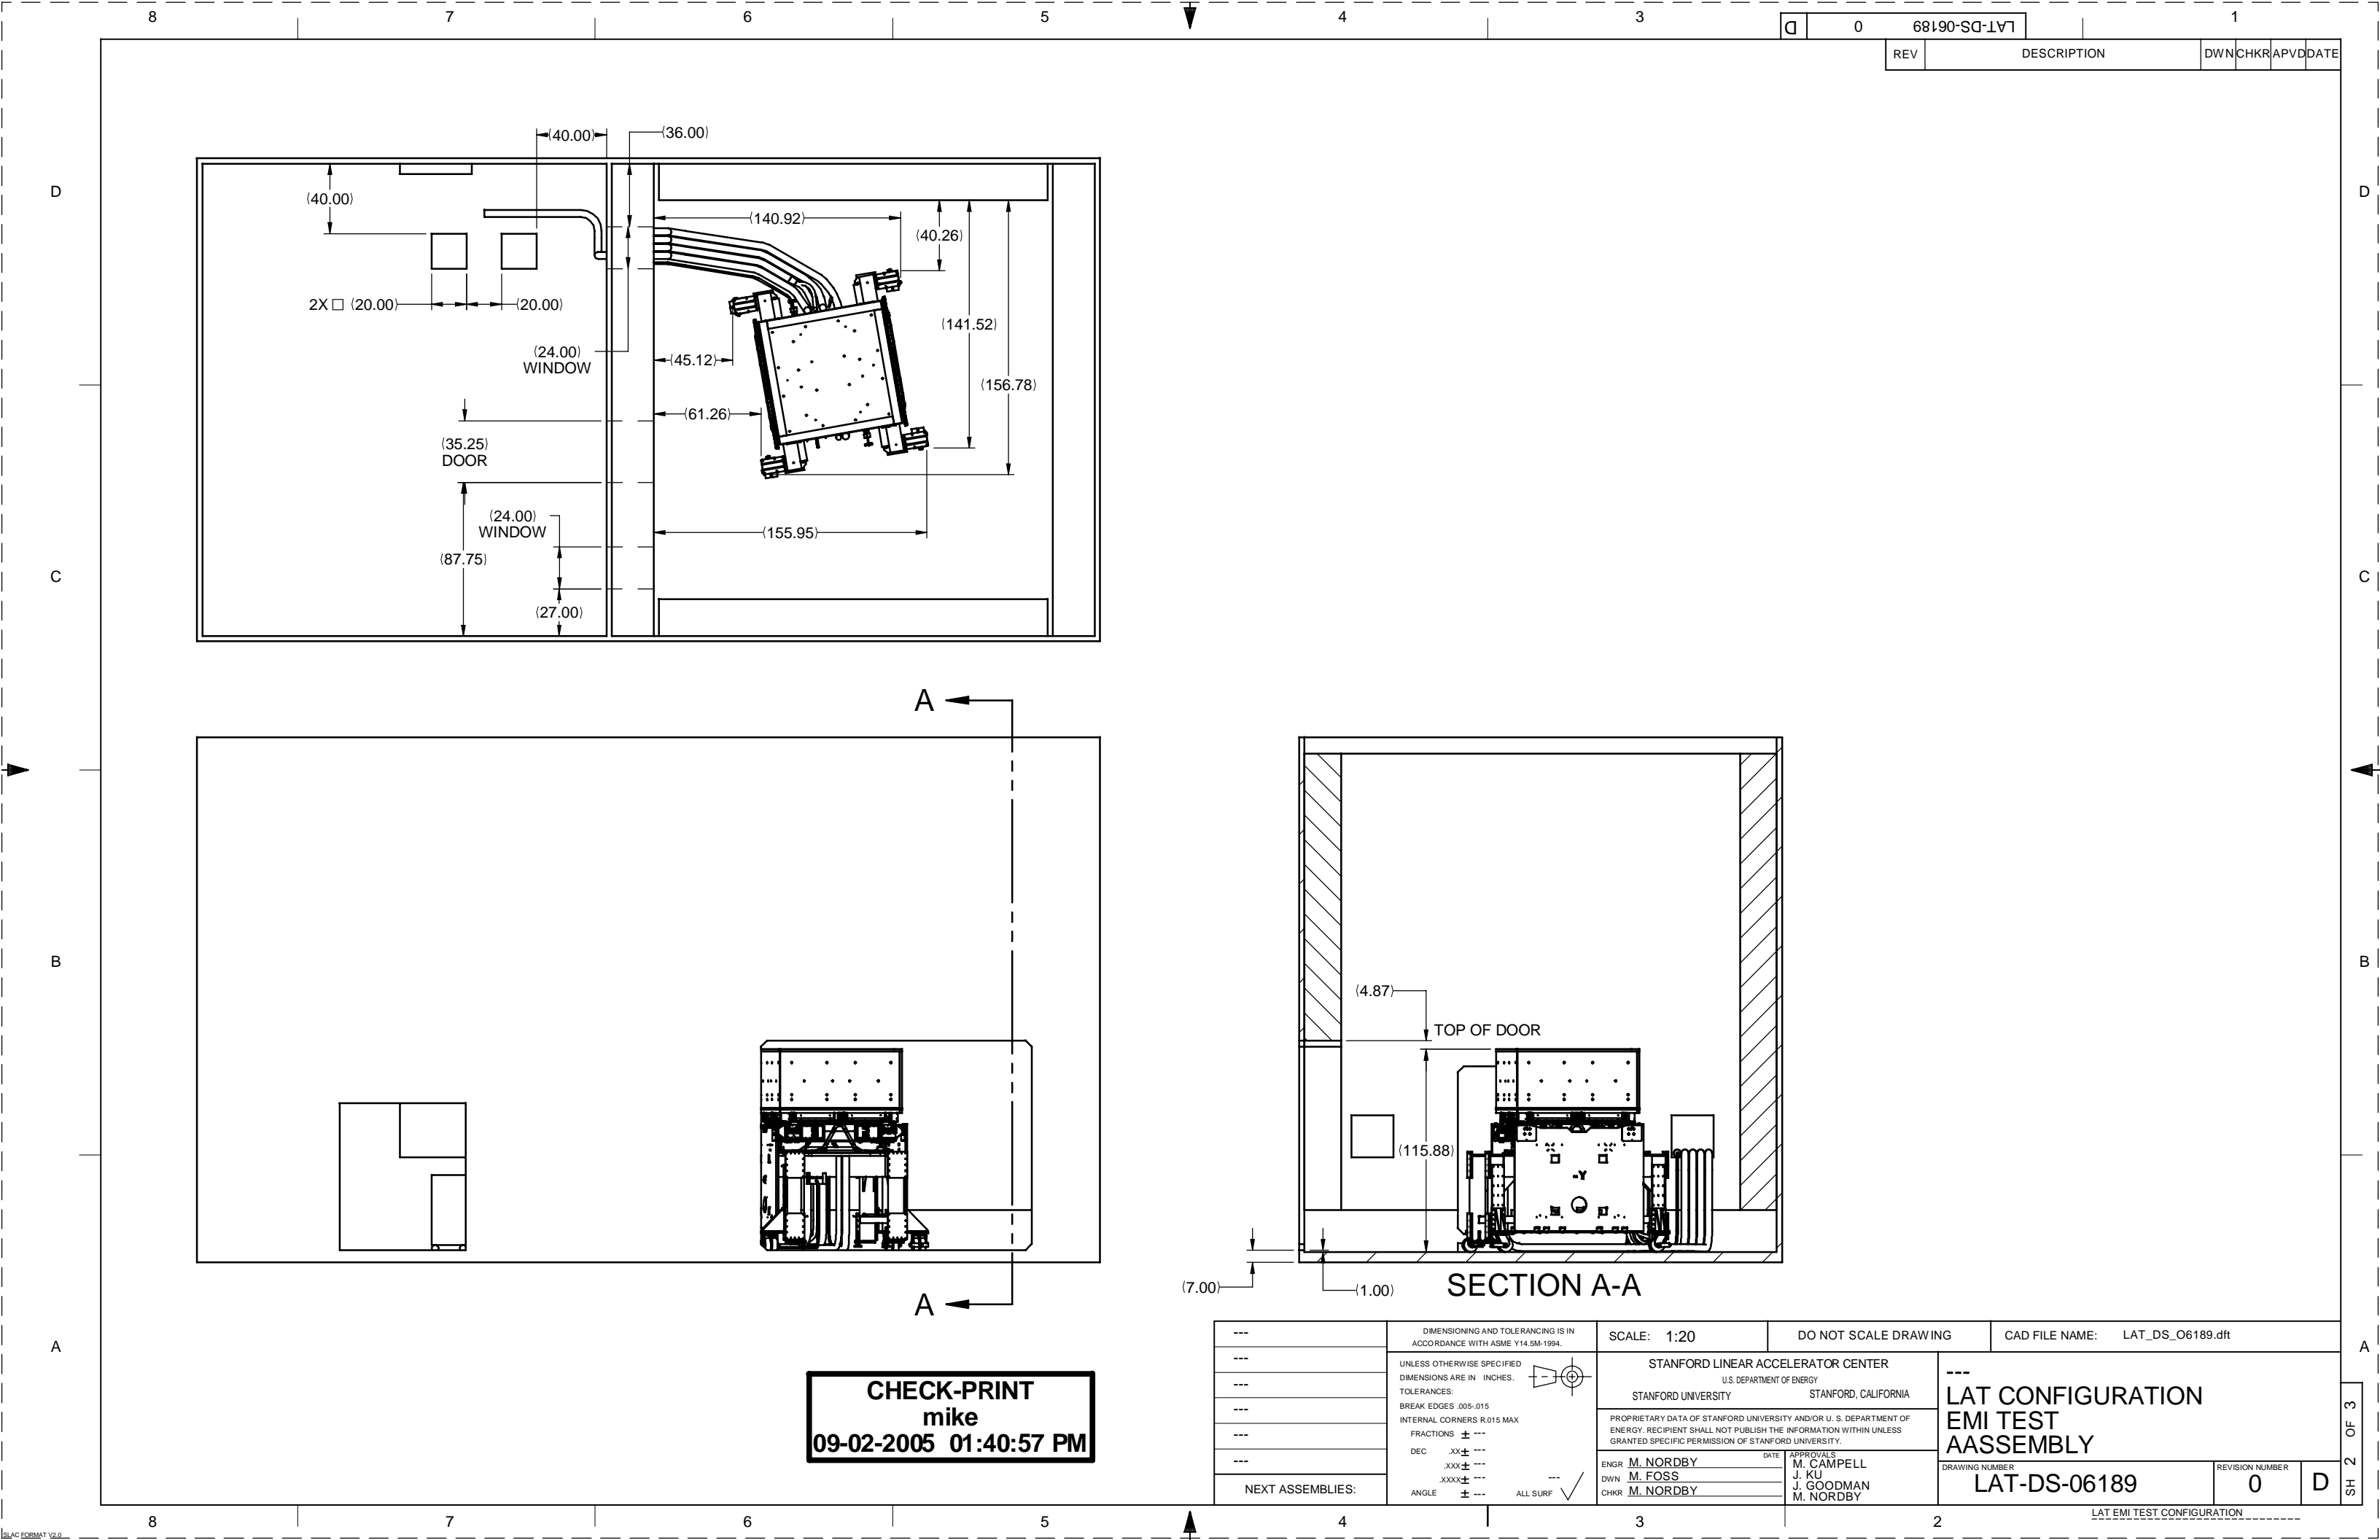 8 7 6 5 4 3 1
D 0 LAT-DS-06189
REV DESCRIPTION DWN CHKR APVD DATE
D D
C C
B B
A A
(40.00)
(36.00)
(40.00)
(140.92)
(40.26)
2X □ (20.00)
(20.00)
(141.52)
(24.00)
WINDOW
(45.12)
(156.78)
(61.26)
(35.25)
DOOR
(24.00)
WINDOW
(155.95)
(87.75)
(27.00)
A
A
(4.87)
TOP OF DOOR
(115.88)
-Y
(7.00)
(1.00)
SECTION A-A
CHECK-PRINT
mike
09-02-2005 01:40:57 PM
---
---
---
---
---
---
NEXT ASSEMBLIES:
DIMENSIONING AND TOLERANCING IS IN
ACCORDANCE WITH ASME Y14.5M-1994.
UNLESS OTHERWISE SPECIFIED
DIMENSIONS ARE IN INCHES.
TOLERANCES:
BREAK EDGES .005-.015
INTERNAL CORNERS R.015 MAX
FRACTIONS ± ---
DEC .XX± ---
.XXX± ---
.XXXX± ---
ANGLE ± ---
---
ALL SURF
SCALE: 1:20
DO NOT SCALE DRAWING
CAD FILE NAME: LAT_DS_O6189.dft
STANFORD LINEAR ACCELERATOR CENTER
U.S. DEPARTMENT OF ENERGY
STANFORD UNIVERSITY STANFORD, CALIFORNIA
PROPRIETARY DATA OF STANFORD UNIVERSITY AND/OR U. S. DEPARTMENT OF
ENERGY. RECIPIENT SHALL NOT PUBLISH THE INFORMATION WITHIN UNLESS
GRANTED SPECIFIC PERMISSION OF STANFORD UNIVERSITY.
DATE
ENGR M. NORDBY
DWN M. FOSS
CHKR M. NORDBY
APPROVALS
M. CAMPELL
J. KU
J. GOODMAN
M. NORDBY
---
LAT CONFIGURATION
EMI TEST
AASSEMBLY
DRAWING NUMBER
LAT-DS-06189
REVISION NUMBER
0
D
SH 2 OF 3
LAT EMI TEST CONFIGURATION
8 7 6 5 4 3 2
SLAC FORMAT V2.0